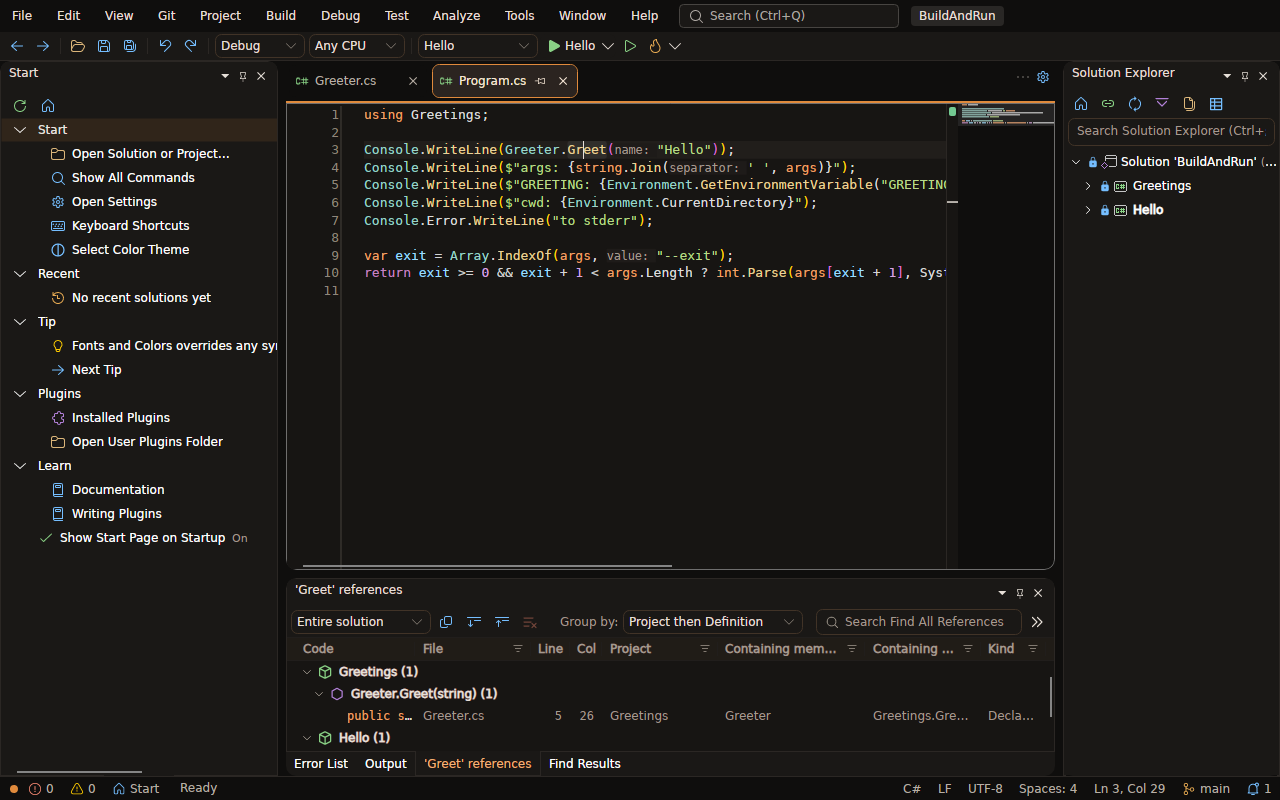 File Edit View Git Project Build Debug Test Analyze Tools Window Help Search (Ctrl+Q) BuildAndRun
Debug Any CPU Hello Hello
Start
Start
Open Solution or Project...
Show All Commands
Open Settings
Keyboard Shortcuts
Select Color Theme
Recent
No recent solutions yet
Tip
Fonts and Colors overrides any
Next Tip
Plugins
Installed Plugins
Open User Plugins Folder
Learn
Documentation
Writing Plugins
Show Start Page on Startup On
C# Greeter.cs C# Program.cs
1 using Greetings;
2
3 Console.WriteLine(Greeter.Greet(name: "Hello"));
4 Console.WriteLine($"args: {string.Join(separator: ' ', args)}");
5 Console.WriteLine($"GREETING: {Environment.GetEnvironmentVariable("GREETING
6 Console.WriteLine($"cwd: {Environment.CurrentDirectory}");
7 Console.Error.WriteLine("to stderr");
8
9 var exit = Array.IndexOf(args, value: "--exit");
10 return exit >= 0 && exit + 1 < args.Length ? int.Parse(args[exit + 1], Syst
11
'Greet' references
Entire solution Group by: Project then Definition Search Find All References
Code File Line Col Project Containing mem... Containing ... Kind
Greetings (1)
Greeter.Greet(string) (1)
public s... Greeter.cs 5 26 Greetings Greeter Greetings.Gre... Decla...
Hello (1)
Error List Output 'Greet' references Find Results
Solution Explorer
Search Solution Explorer (Ctrl+
Solution 'BuildAndRun' (...
C# Greetings
C# Hello
0 0 Start Ready C# LF UTF-8 Spaces: 4 Ln 3, Col 29 main 1